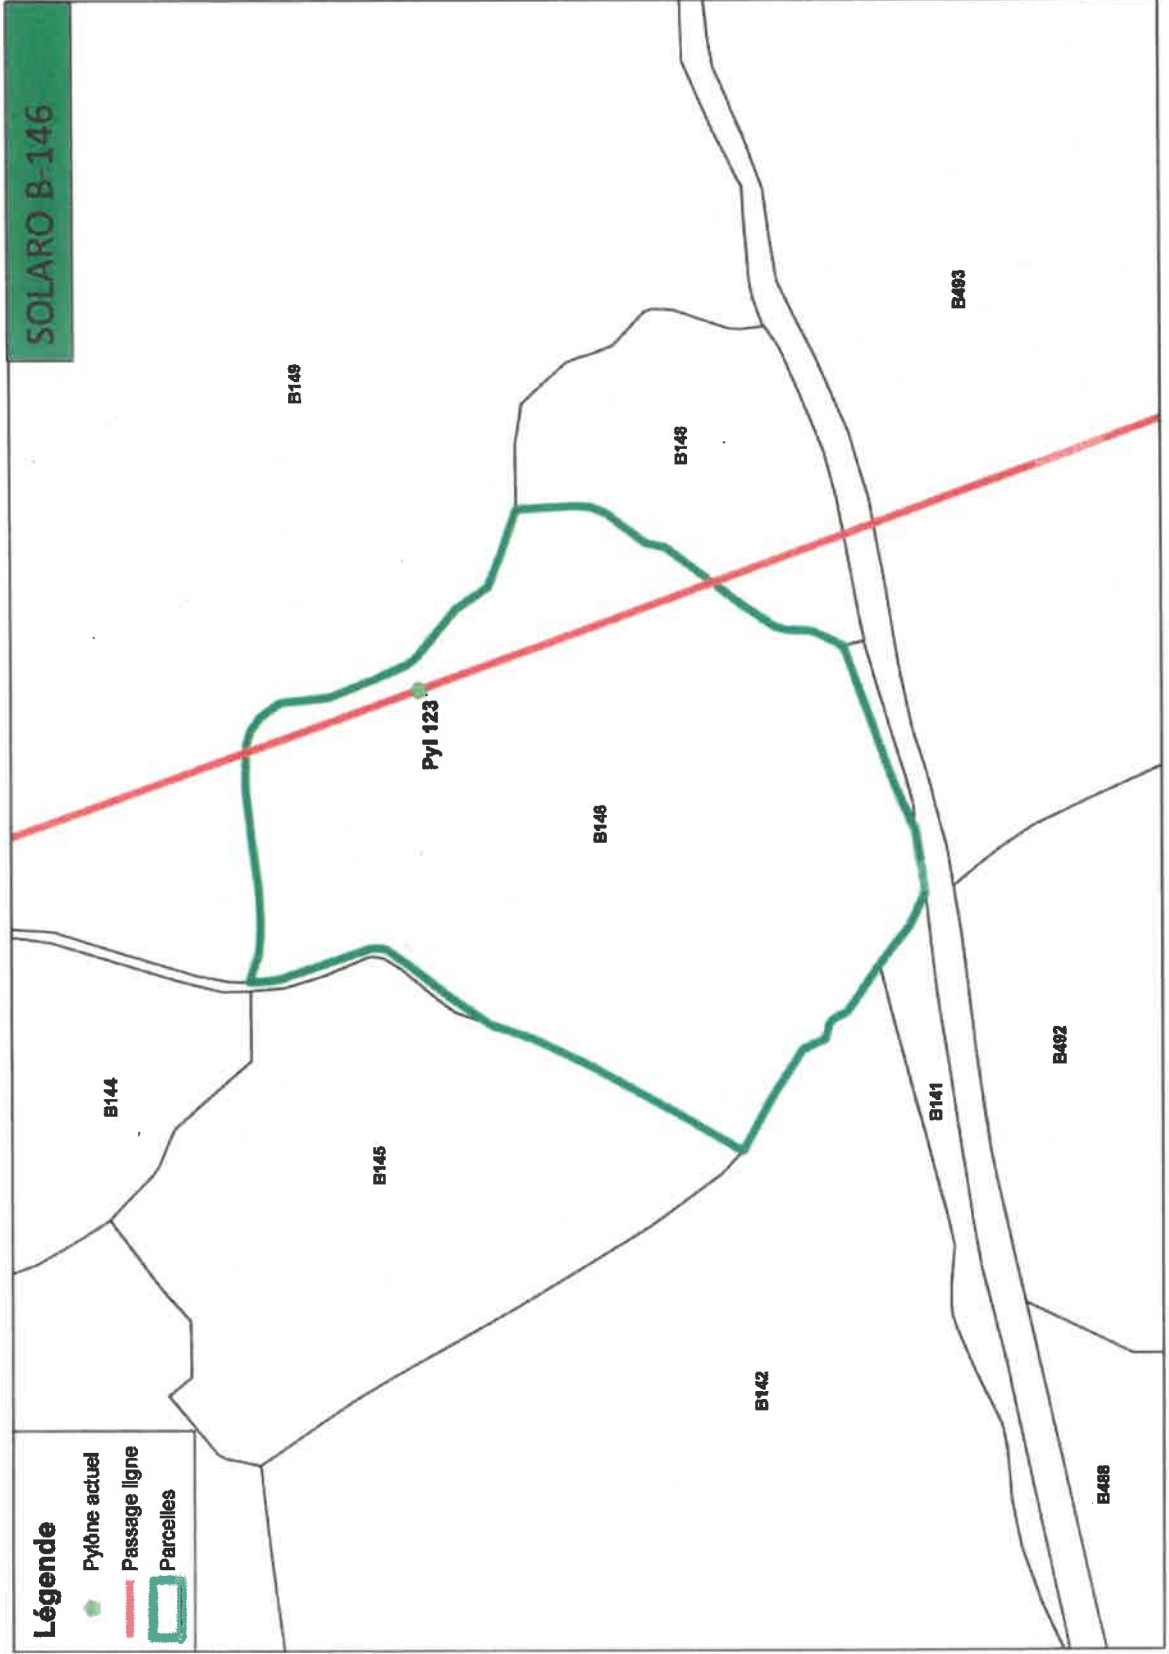 SOLARO B-146
Légende
Pylône actuel
Passage ligne
Parcelles
B144
B145
B149
Pyl 123
B146
B148
B142
B141
B493
B492
B488